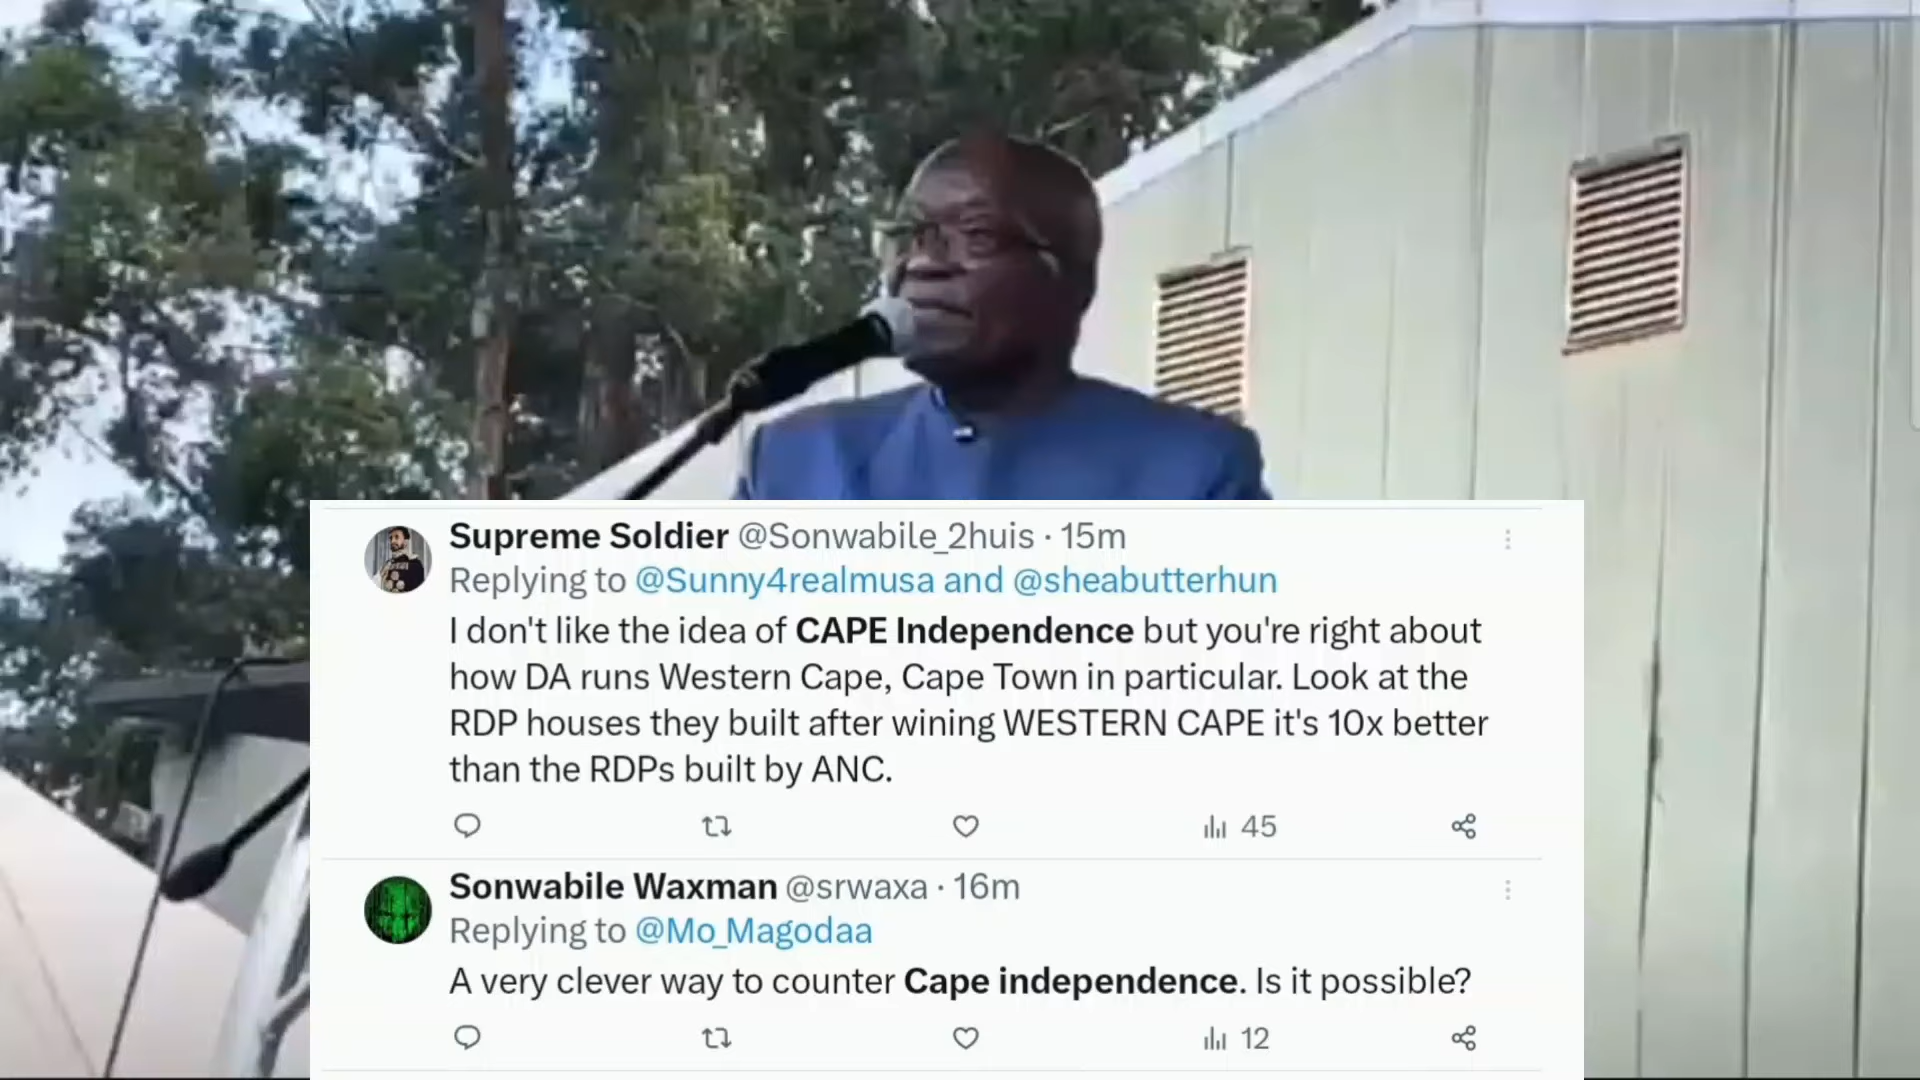 Supreme Soldier @Sonwabile_2huis · 15m
Replying to @Sunny4realmusa and @sheabutterhun
I don't like the idea of CAPE Independence but you're right about
how DA runs Western Cape, Cape Town in particular. Look at the
RDP houses they built after wining WESTERN CAPE it's 10x better
than the RDPs built by ANC.
45
Sonwabile Waxman @srwaxa · 16m
Replying to @Mo_Magodaa
A very clever way to counter Cape independence. Is it possible?
12